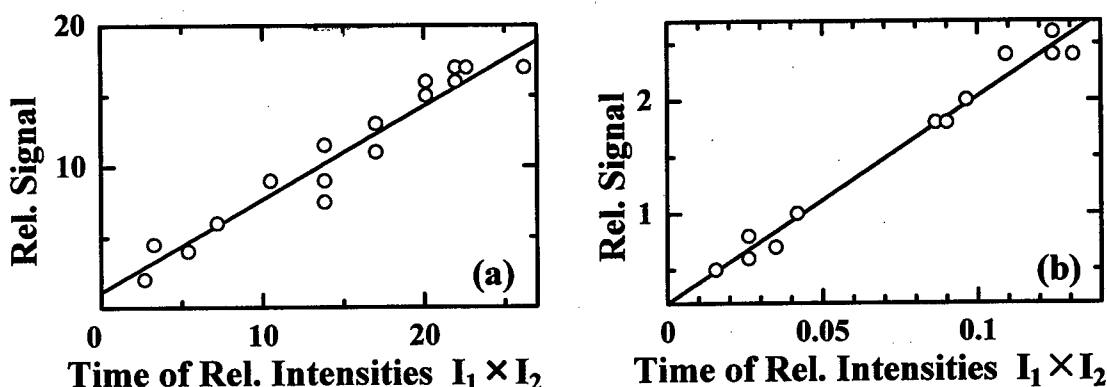 20
10
Rel. Signal
(a)
0 10 20
Time of Rel. Intensities I₁ × I₂
2
1
Rel. Signal
(b)
0 0.05 0.1
Time of Rel. Intensities I₁ × I₂